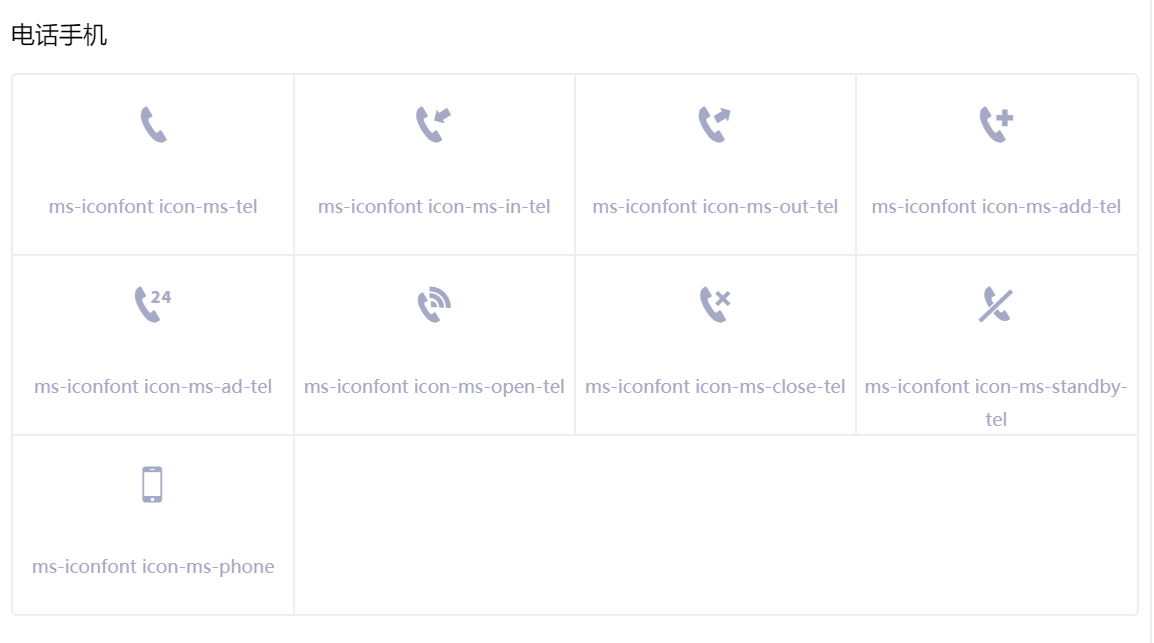 电话手机
ms-iconfont icon-ms-tel
ms-iconfont icon-ms-in-tel
ms-iconfont icon-ms-out-tel
ms-iconfont icon-ms-add-tel
24
ms-iconfont icon-ms-ad-tel
ms-iconfont icon-ms-open-tel
ms-iconfont icon-ms-close-tel
ms-iconfont icon-ms-standby-
tel
ms-iconfont icon-ms-phone